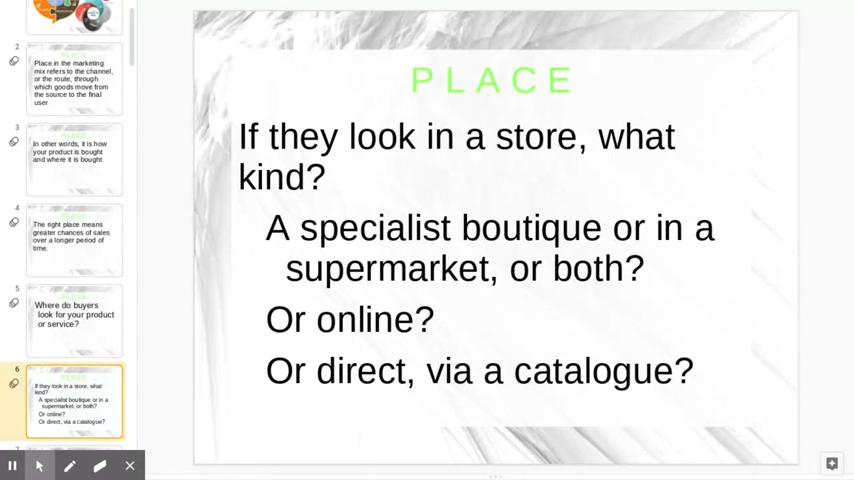 2
PLACE
Place in the marketing
mix refers to the channel,
or the route, through
which goods move from
the source to the final
user
3
PLACE
In other words, it is how
your product is bought
and where it is bought.
4
PLACE
The right place means
greater chances of sales
over a longer period of
time.
5
PLACE
Where do buyers
look for your product
or service?
6
PLACE
If they look in a store, what
kind?
A specialist boutique or in a
supermarket, or both?
Or online?
Or direct, via a catalogue?
PLACE
If they look in a store, what
kind?
A specialist boutique or in a
supermarket, or both?
Or online?
Or direct, via a catalogue?